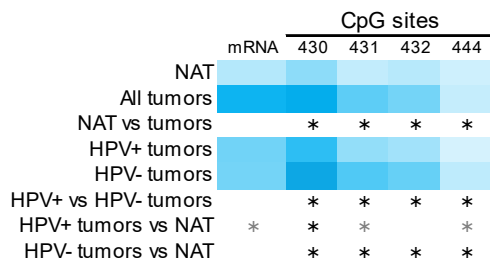 CpG sites
mRNA 430 431 432 444
NAT
All tumors
NAT vs tumors * * * *
HPV+ tumors
HPV- tumors
HPV+ vs HPV- tumors * * * *
HPV+ tumors vs NAT * * * *
HPV- tumors vs NAT * * * *